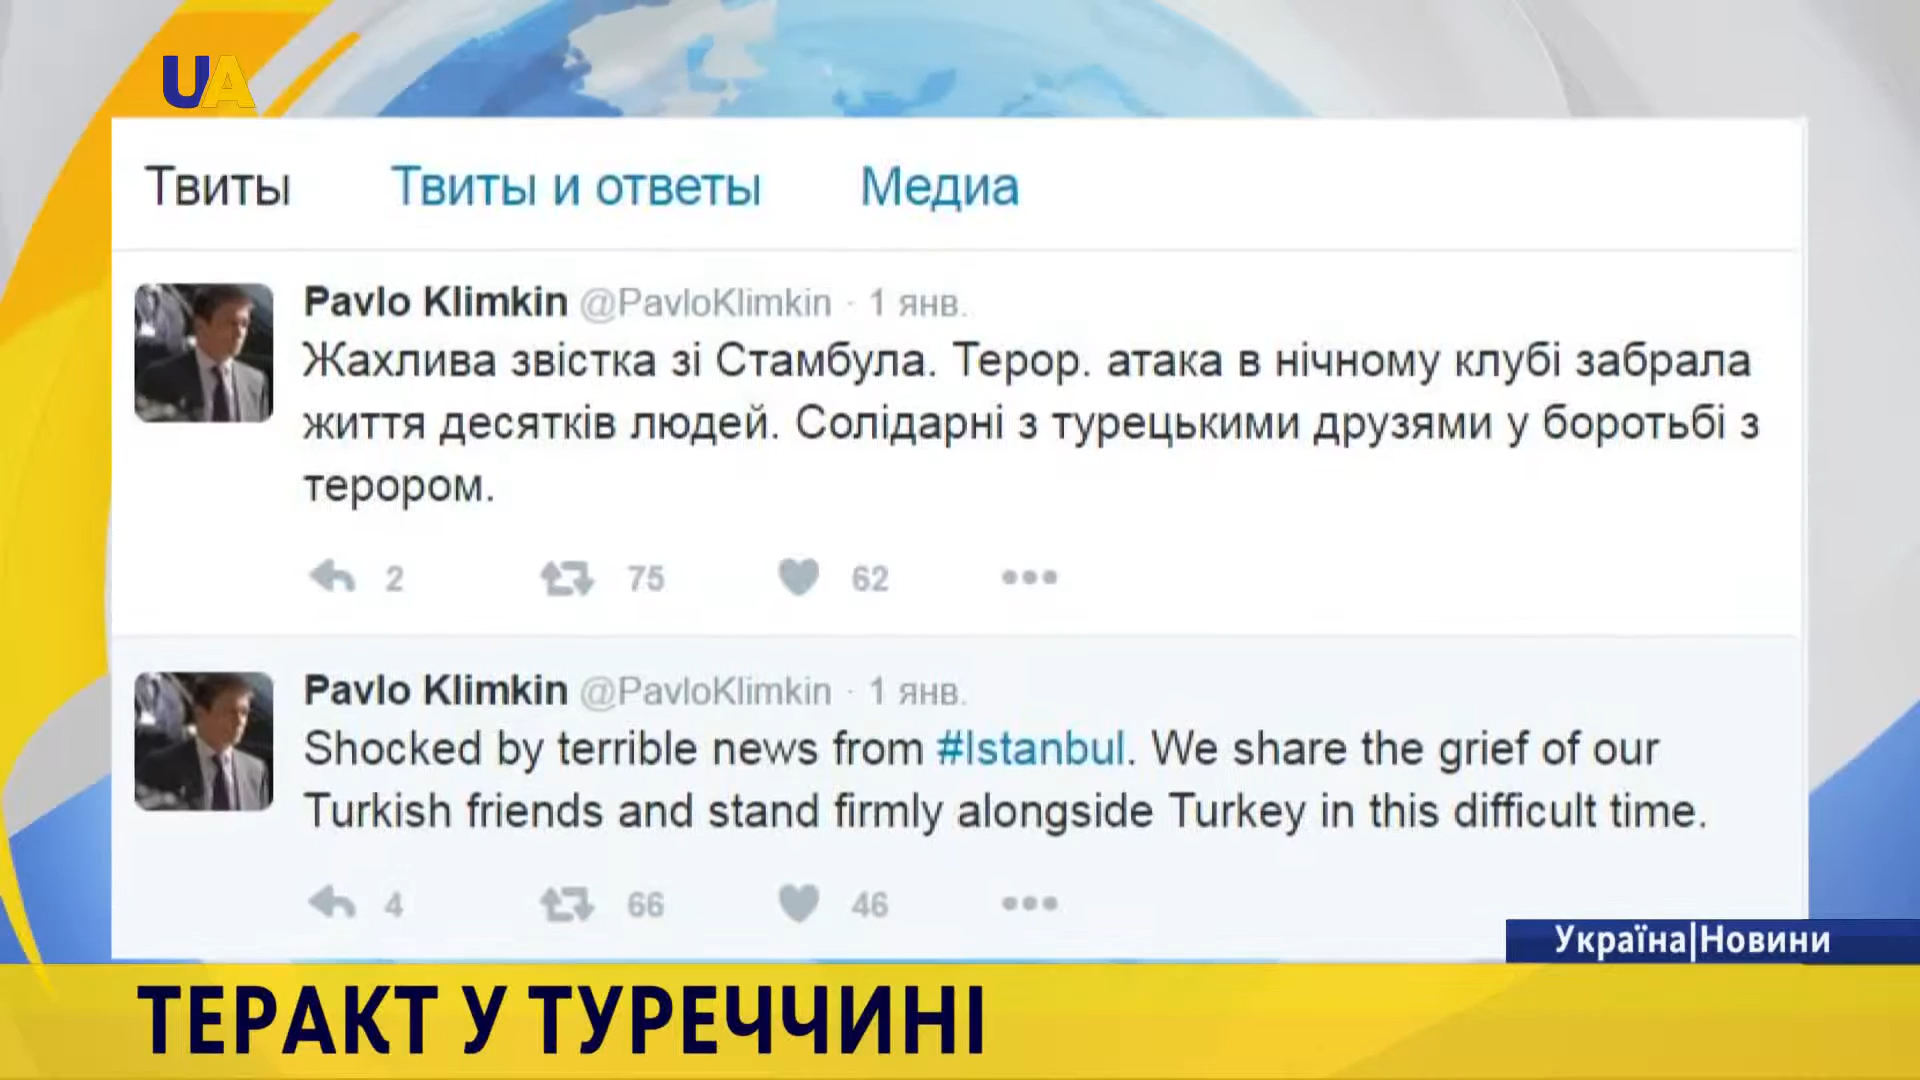 UA
Твиты Твиты и ответы Медиа
Pavlo Klimkin @PavloKlimkin · 1 янв.
Жахлива звістка зі Стамбула. Терор. атака в нічному клубі забрала
життя десятків людей. Солідарні з турецькими друзями у боротьбі з
терором.
2 75 62
Pavlo Klimkin @PavloKlimkin · 1 янв.
Shocked by terrible news from #Istanbul. We share the grief of our
Turkish friends and stand firmly alongside Turkey in this difficult time.
4 66 46
Україна|Новини
ТЕРАКТ У ТУРЕЧЧИНІ